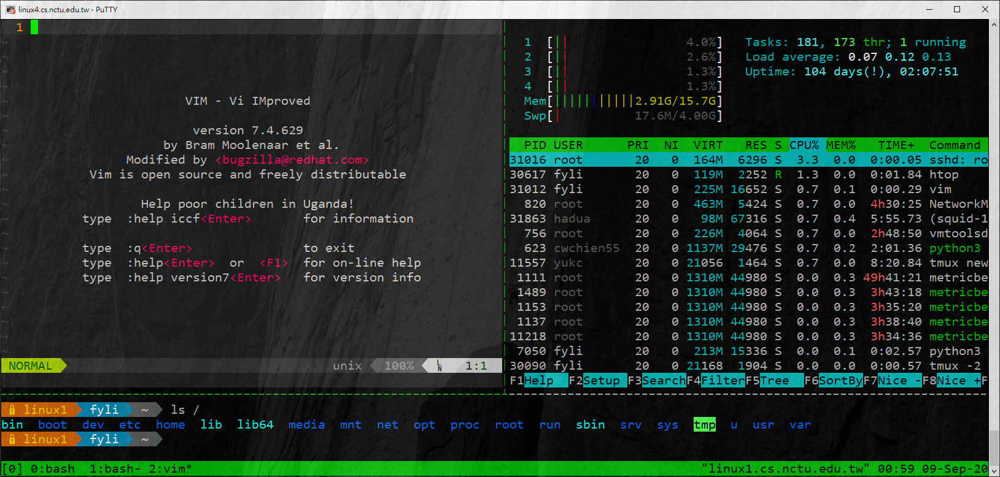 linux4.cs.nctu.edu.tw - PuTTY
1
~
~
~
~
VIM - Vi IMproved
~
version 7.4.629
by Bram Moolenaar et al.
Modified by <bugzilla@redhat.com>
Vim is open source and freely distributable
~
Help poor children in Uganda!
type :help iccf<Enter> for information
~
type :q<Enter> to exit
type :help<Enter> or <F1> for on-line help
type :help version7<Enter> for version info
~
~
~
~
~
NORMAL unix 100% LN 1:1
1 [|| 4.0%] Tasks: 181, 173 thr; 1 running
2 [|| 2.6%] Load average: 0.07 0.12 0.13
3 [|| 1.3%] Uptime: 104 days(!), 02:07:51
4 [|| 1.3%]
Mem[|||||||||||2.91G/15.7G]
Swp[| 17.6M/4.00G]
PID USER PRI NI VIRT RES S CPU% MEM% TIME+ Command
31016 root 20 0 164M 6296 S 3.3 0.0 0:00.05 sshd: ro
30617 fyli 20 0 119M 2252 R 1.3 0.0 0:01.84 htop
31012 fyli 20 0 225M 16652 S 0.7 0.1 0:00.29 vim
820 root 20 0 463M 5424 S 0.7 0.0 4h30:25 NetworkM
31863 hadua 20 0 98M 67316 S 0.7 0.4 5:55.73 (squid-1
756 root 20 0 226M 4064 S 0.7 0.0 2h48:50 vmtoolsd
623 cwchien55 20 0 1137M 29476 S 0.7 0.2 2:01.36 python3
11557 yukc 20 0 21056 1464 S 0.7 0.0 8:20.84 tmux new
1111 root 20 0 1310M 44980 S 0.0 0.3 49h41:21 metricbe
1489 root 20 0 1310M 44980 S 0.0 0.3 3h43:18 metricbe
1153 root 20 0 1310M 44980 S 0.0 0.3 3h35:20 metricbe
1137 root 20 0 1310M 44980 S 0.0 0.3 3h38:40 metricbe
11218 root 20 0 1310M 44980 S 0.0 0.3 3h34:36 metricbe
7050 fyli 20 0 213M 15336 S 0.0 0.1 0:02.57 python3
30090 fyli 20 0 21168 1904 S 0.0 0.0 0:00.57 tmux -2
F1Help F2Setup F3SearchF4FilterF5Tree F6SortByF7Nice -F8Nice +F
linux1 fyli ~ ls /
bin boot dev etc home lib lib64 media mnt net opt proc root run sbin srv sys tmp u usr var
linux1 fyli ~
[0] 0:bash 1:bash- 2:vim* "linux1.cs.nctu.edu.tw" 00:59 09-Sep-20